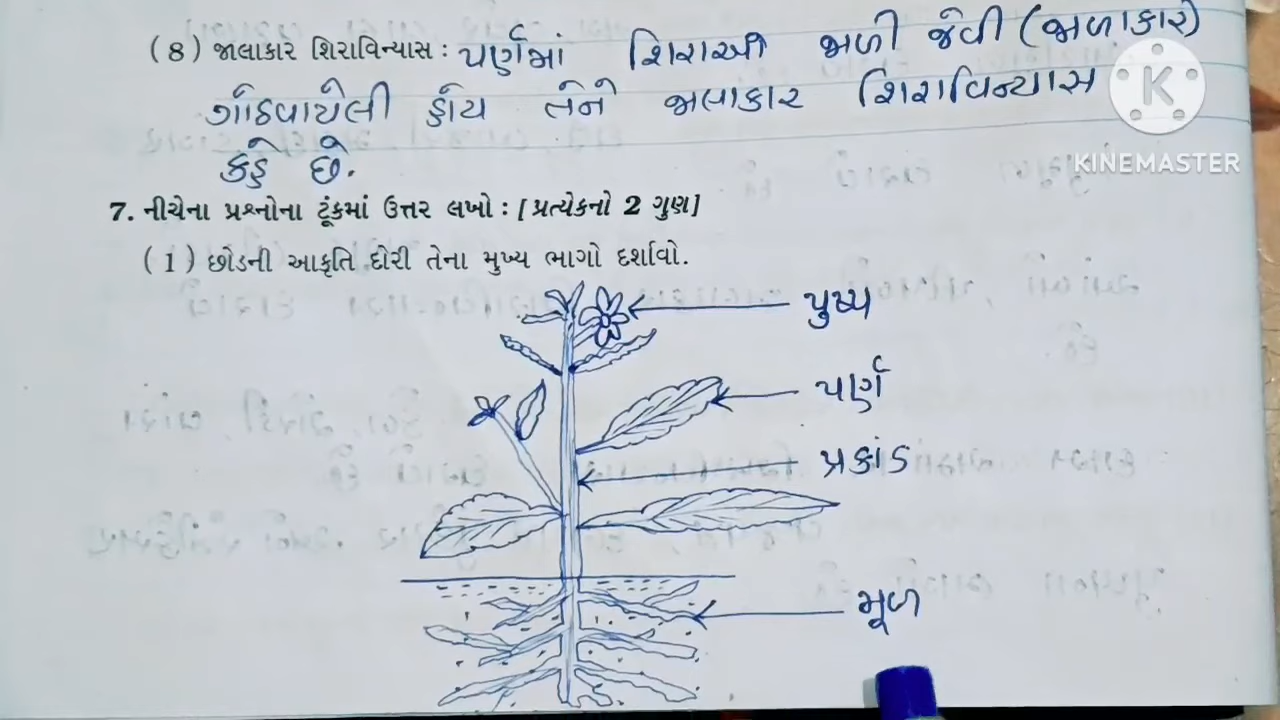 (8) જાલાકાર શિરાવિન્યાસ : પર્ણમાં શિરાઓ જાળી જેવી (જાળાકારે)
ગોઠવાયેલી હોય તેને જાલાકાર શિરાવિન્યાસ
કહે છે.
KINEMASTER
7. નીચેના પ્રશ્નોના ટૂંકમાં ઉત્તર લખો : [પ્રત્યેકનો 2 ગુણ]
(1) છોડની આકૃતિ દોરી તેના મુખ્ય ભાગો દર્શાવો.
પુષ્પ
પર્ણ
પ્રકાંડ
મૂળ